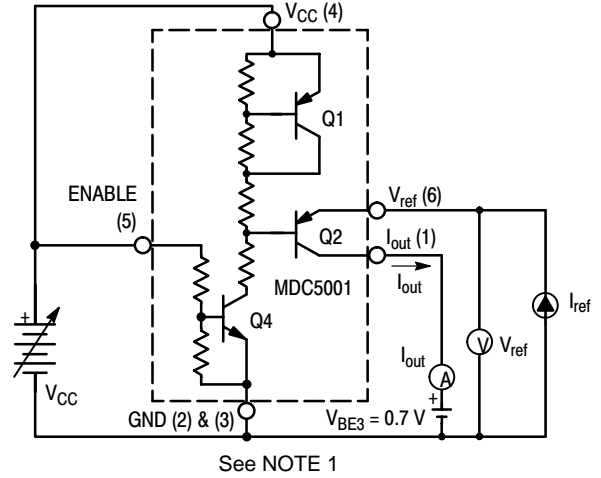 V_CC (4)
Q1
ENABLE
(5)
V_ref (6)
Q2
I_out (1)
MDC5001
I_out
Q4
I_ref
+
V_CC
I_out
A
V
V_ref
+
V_BE3 = 0.7 V
GND (2) & (3)
See NOTE 1